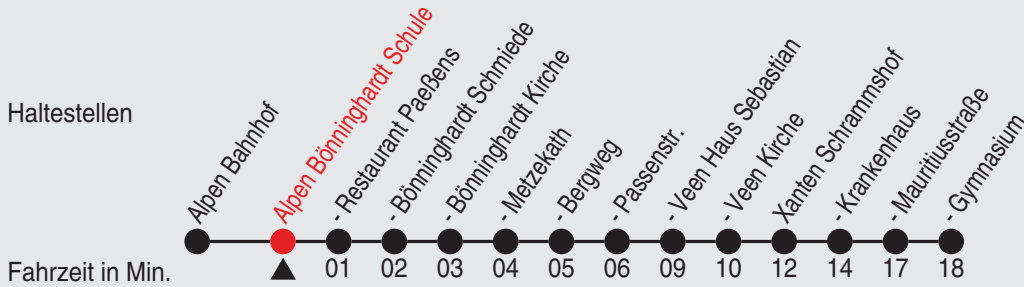 Haltestellen
Alpen Bahnhof
Alpen Bönninghardt Schule
- Restaurant Paeßens
- Bönninghardt Schmiede
- Bönninghardt Kirche
- Metzekath
- Bergweg
- Passenstr.
- Veen Haus Sebastian
- Veen Kirche
Xanten Schrammshof
- Krankenhaus
- Mauritiusstraße
- Gymnasium
Fahrzeit in Min. 01 02 03 04 05 06 09 10 12 14 17 18